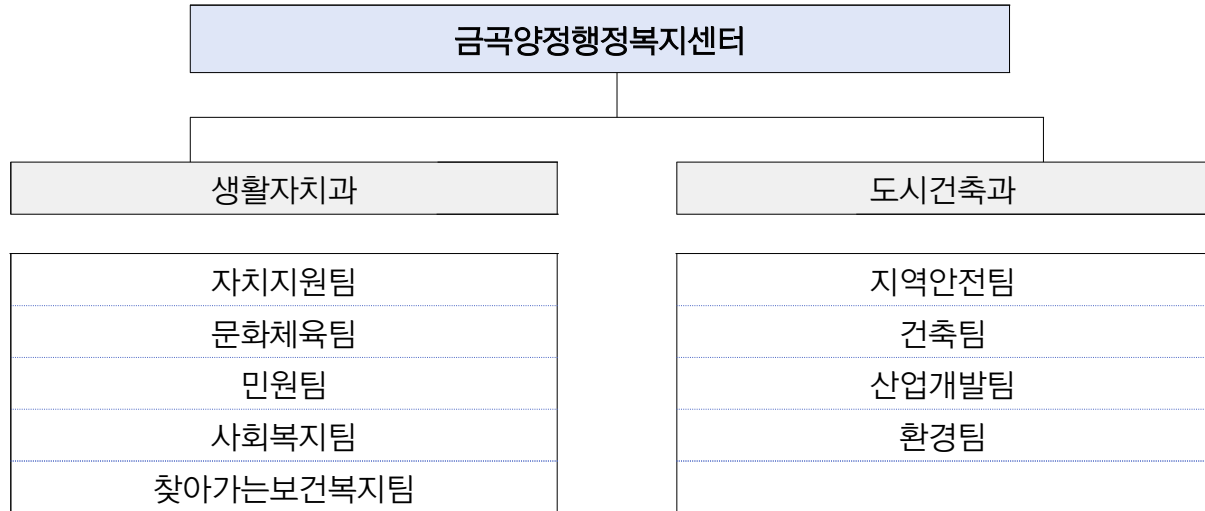 금곡양정행정복지센터
생활자치과
도시건축과
자치지원팀
문화체육팀
민원팀
사회복지팀
찾아가는보건복지팀
지역안전팀
건축팀
산업개발팀
환경팀